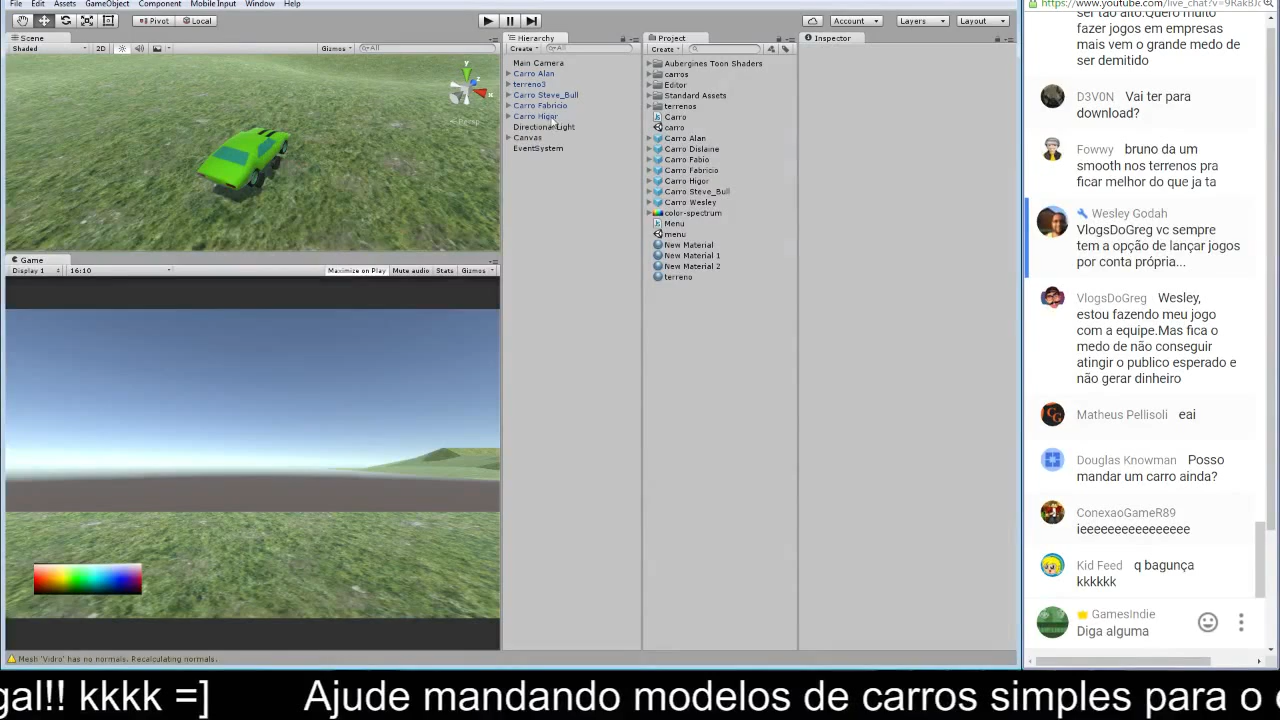 File Edit Assets GameObject Component Mobile Input Window Help
https://www.youtube.com/live_chat?v=9RakBJ
Pivot Local
Account Layers Layout
Scene
Hierarchy
Project
Inspector
Shaded 2D Gizmos All
Create All
Create
y
z
x
Persp
Main Camera
Carro Alan
terreno3
Carro Steve_Bull
Carro Fabricio
Carro Higor
Directional Light
Canvas
EventSystem
Aubergines Toon Shaders
carros
Editor
Standard Assets
terrenos
Carro
carro
Carro Alan
Carro Dislaine
Carro Fabio
Carro Fabricio
Carro Higor
Carro Steve_Bull
Carro Wesley
color-spectrum
Menu
menu
New Material
New Material 1
New Material 2
terreno
Game
Display 1 16:10 Maximize on Play Mute audio Stats Gizmos
Mesh 'Vidro' has no normals. Recalculating normals.
ser tão alto.Quero muito
fazer jogos em empresas
mais vem o grande medo de
ser demitido
D3V0N Vai ter para
download?
Fowwy bruno da um
smooth nos terrenos pra
ficar melhor do que ja ta
Wesley Godah
VlogsDoGreg vc sempre
tem a opção de lançar jogos
por conta própria...
VlogsDoGreg Wesley,
estou fazendo meu jogo
com a equipe.Mas fica o
medo de não conseguir
atingir o publico esperado e
não gerar dinheiro
Matheus Pellisoli eai
CG
Douglas Knowman Posso
mandar um carro ainda?
ConexaoGameR89
ieeeeeeeeeeeeeeee
Kid Feed q bagunça
kkkkkk
GamesIndie
Diga alguma
gal!! kkkk =] Ajude mandando modelos de carros simples para o